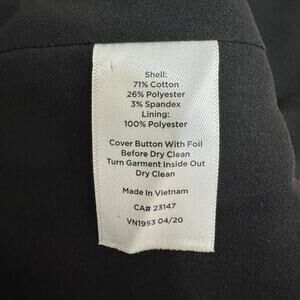 Shell:
71% Cotton
26% Polyester
3% Spandex
Lining:
100% Polyester
Cover Button With Foil
Before Dry Clean
Turn Garment Inside Out
Dry Clean
Made In Vietnam
CA# 23147
VN1953 04/20